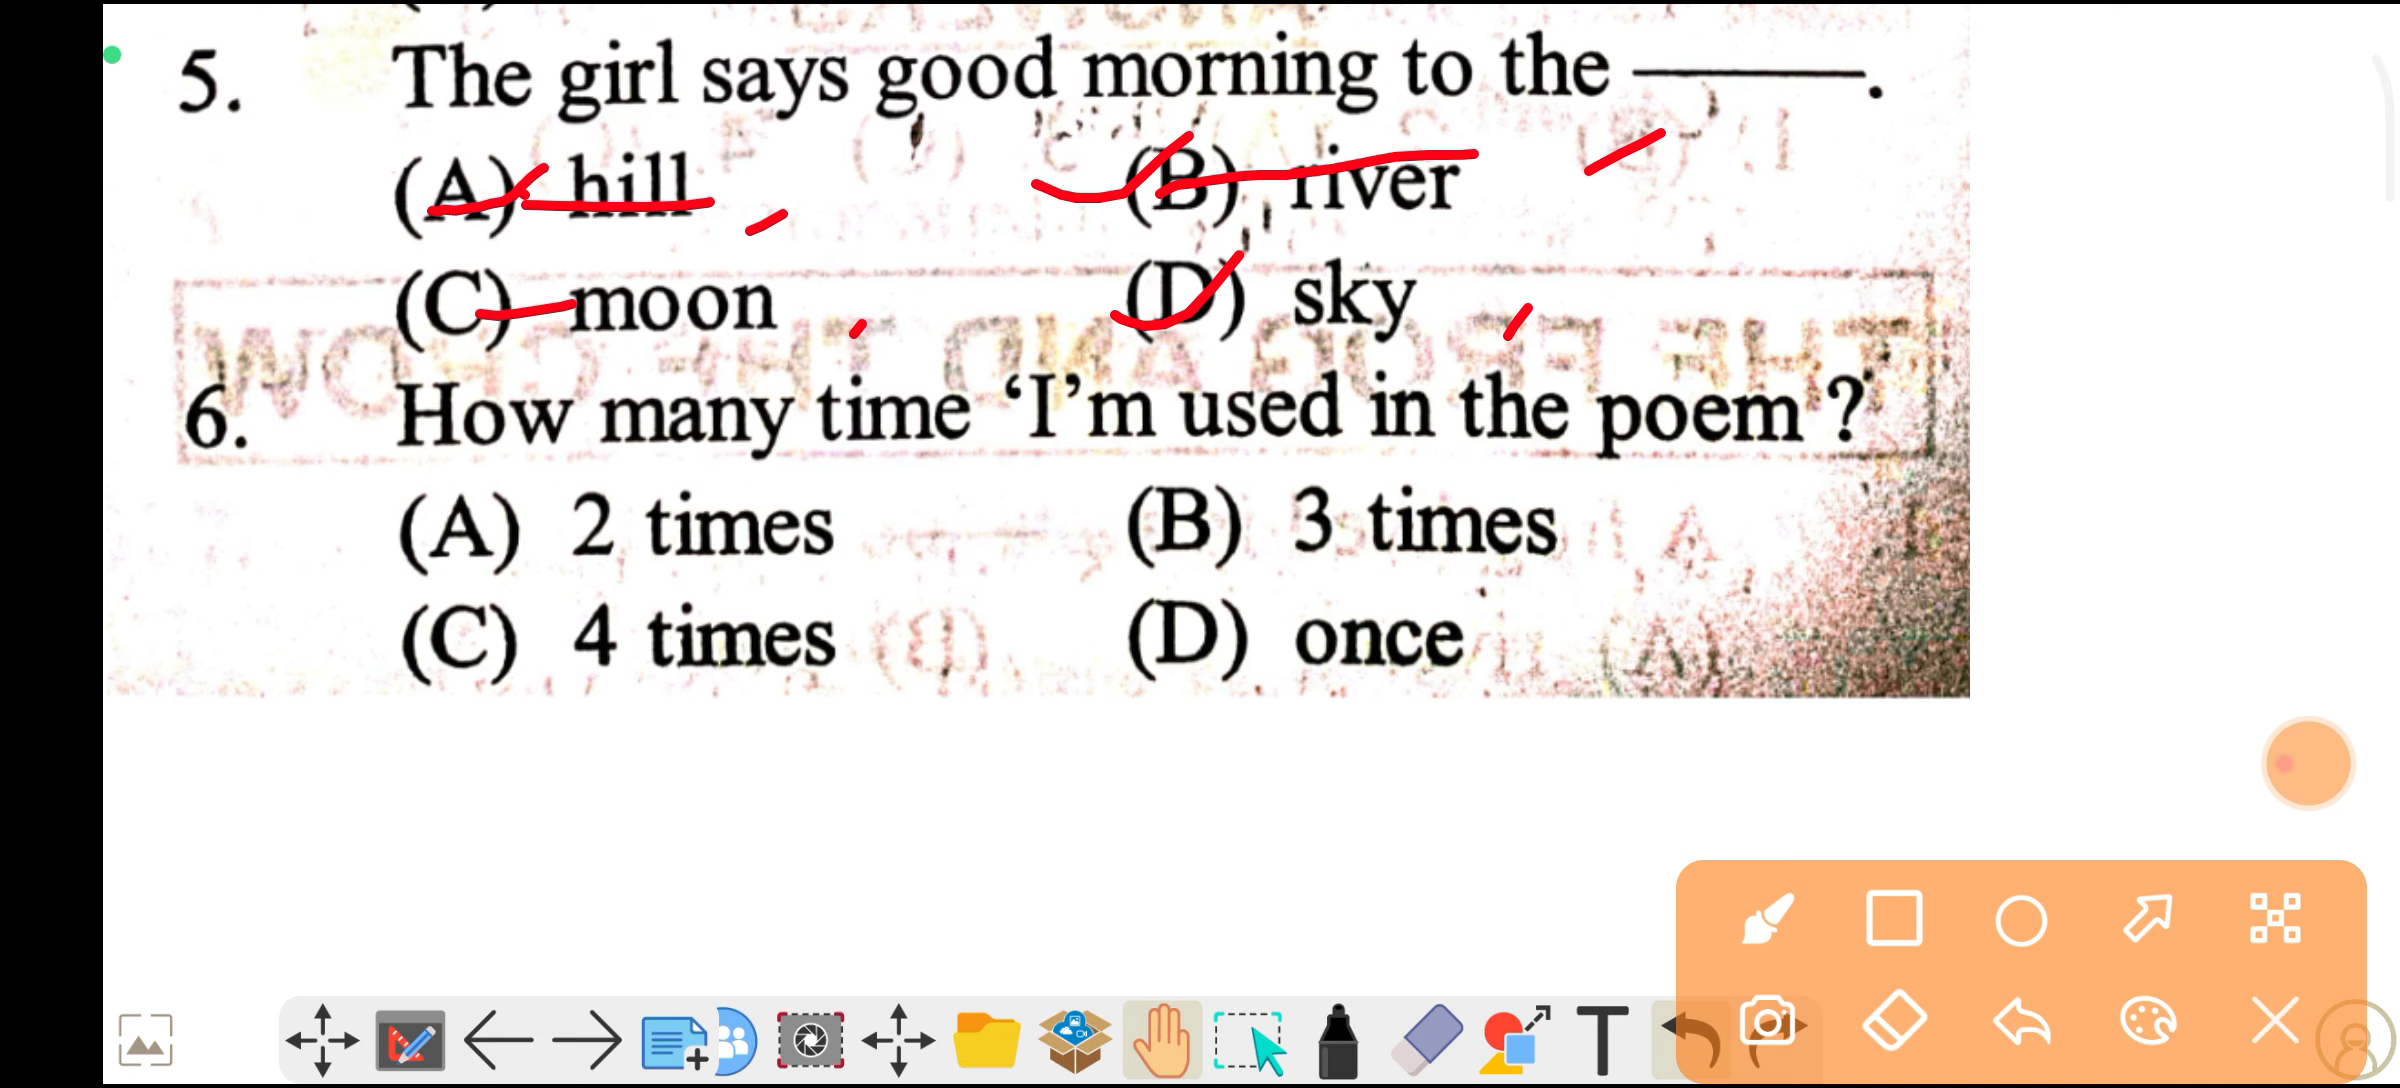 5. The girl says good morning to the ———.
(A) hill (B) river
(C) moon (D) sky
6. How many time ‘I’m used in the poem ?
(A) 2 times (B) 3 times
(C) 4 times (D) once